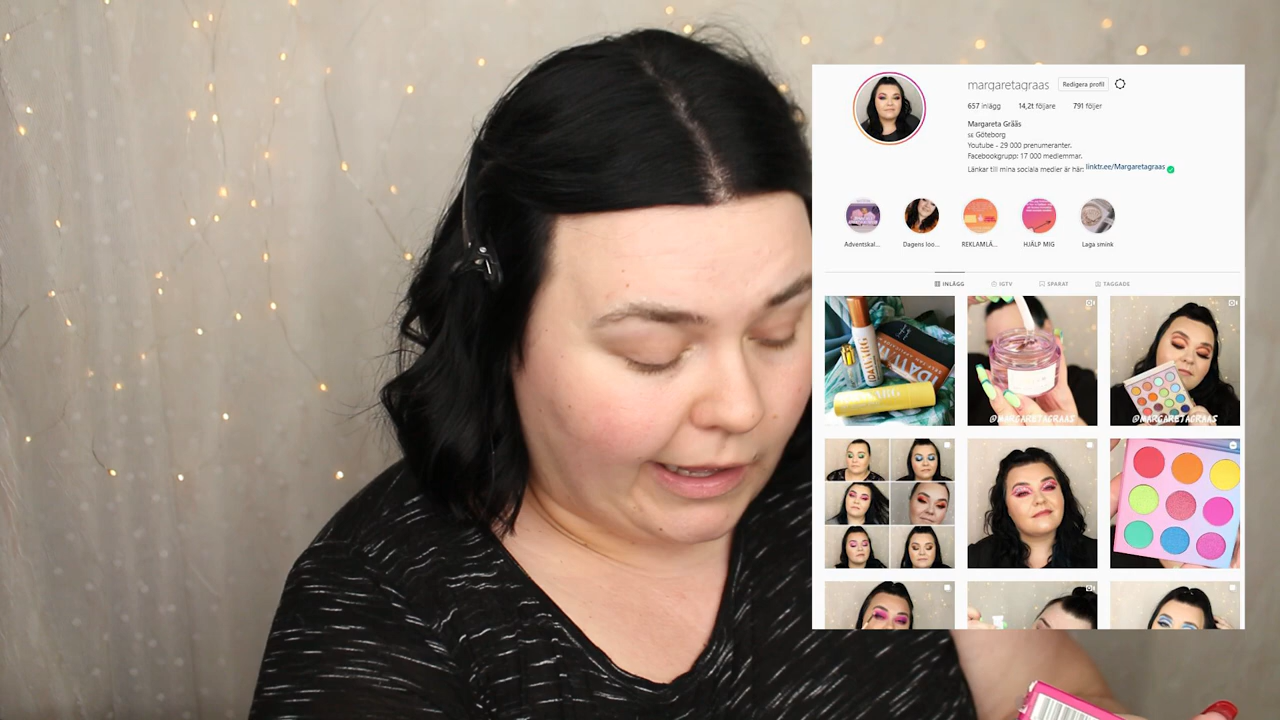 margaretagraas Redigera profil
657 inlägg 14,2t följare 791 följer
Margareta Grääs
SE Göteborg
Youtube - 29 000 prenumeranter.
Facebookgrupp: 17 000 medlemmar.
Länkar till mina sociala medier är här: linktr.ee/Margaretagraas
Adventskal... Dagens loo... REKLAMLÄ... HJÄLP MIG Laga smink
INLÄGG IGTV SPARAT TAGGADE
@MARGARETAGRAAS @MARGARETAGRAAS